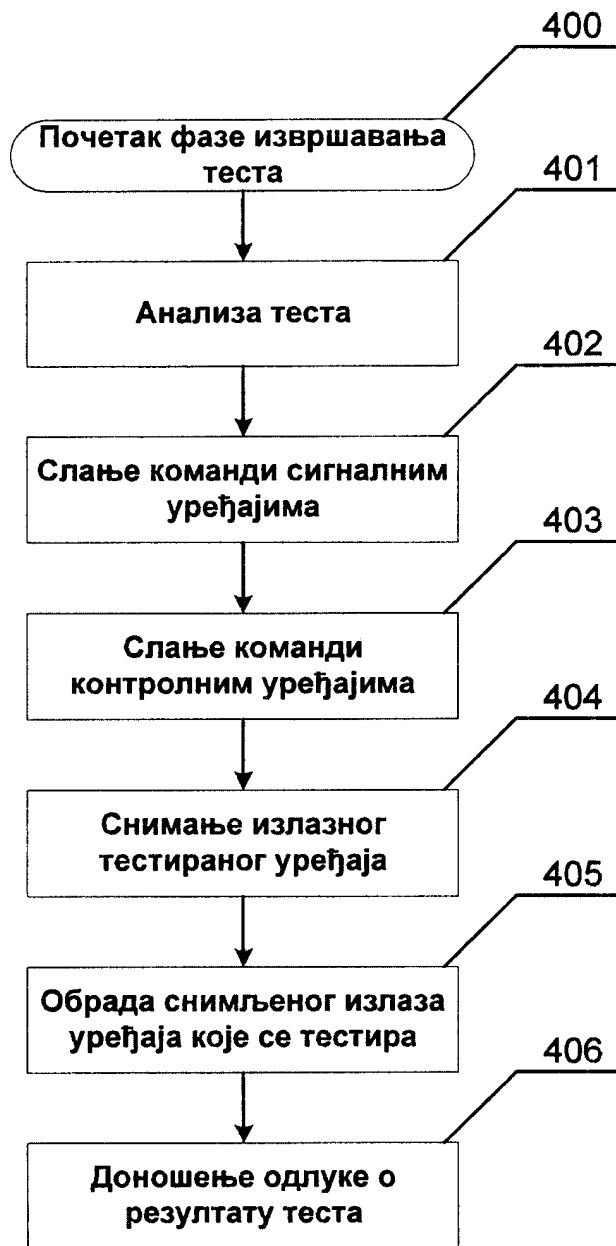 400
Почетак фазе извршавања
теста
401
Анализа теста
402
Слање команди сигналним
уређајима
403
Слање команди
контролним уређајима
404
Снимање излазног
тестираног уређаја
405
Обрада снимљеног излаза
уређаја које се тестира
406
Доношење одлуке о
резултату теста